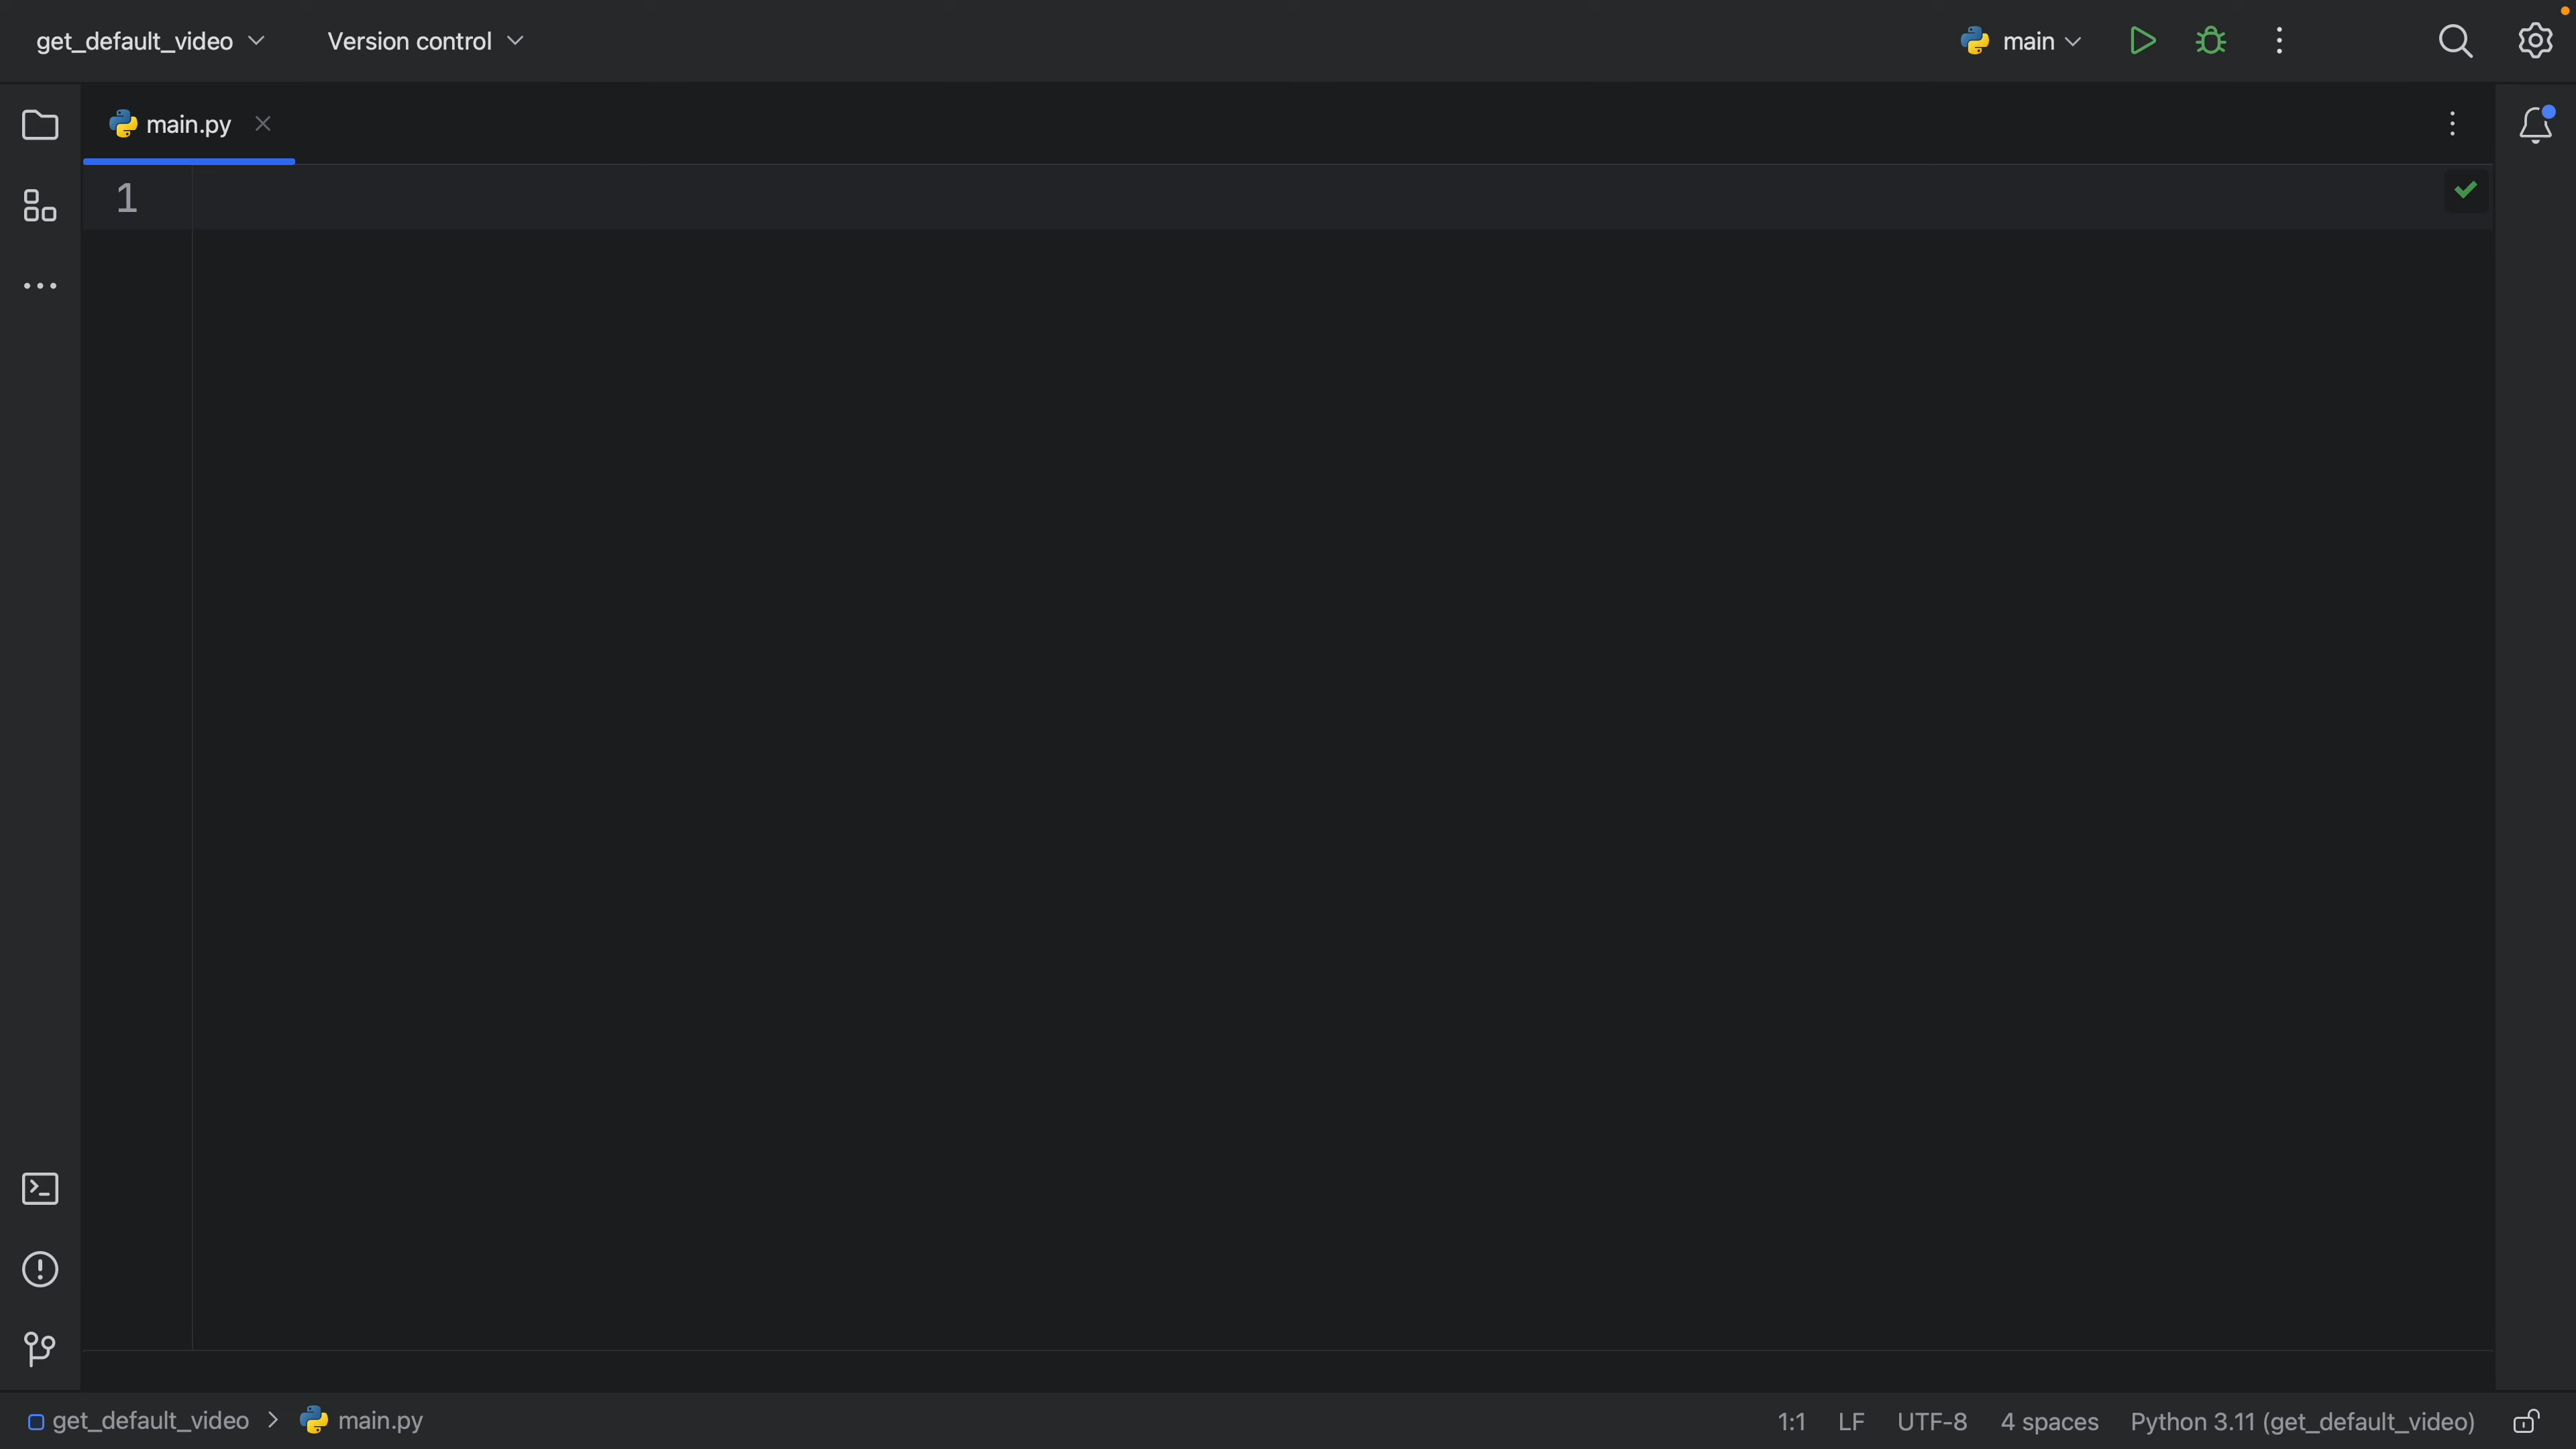 get_default_video Version control main
main.py
1
get_default_video main.py 1:1 LF UTF-8 4 spaces Python 3.11 (get_default_video)